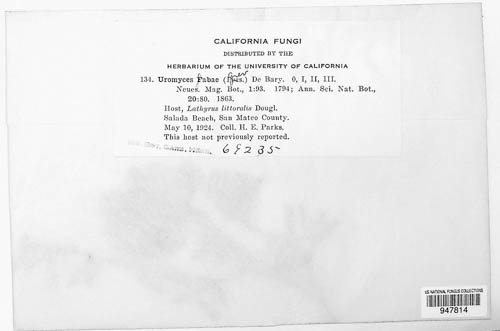 CALIFORNIA FUNGI
DISTRIBUTED BY THE
HERBARIUM OF THE UNIVERSITY OF CALIFORNIA
134. Uromyces Fabae (Pers.) De Bary. 0, I, II, III.
Neues. Mag. Bot., 1:93. 1794; Ann. Sci. Nat. Bot.,
20:80. 1863.
Host, Lathyrus littoralis Dougl.
Salada Beach, San Mateo County.
May 10, 1924. Coll. H. E. Parks.
This host not previously reported.
68235
US NATIONAL FUNGUS COLLECTIONS
947814